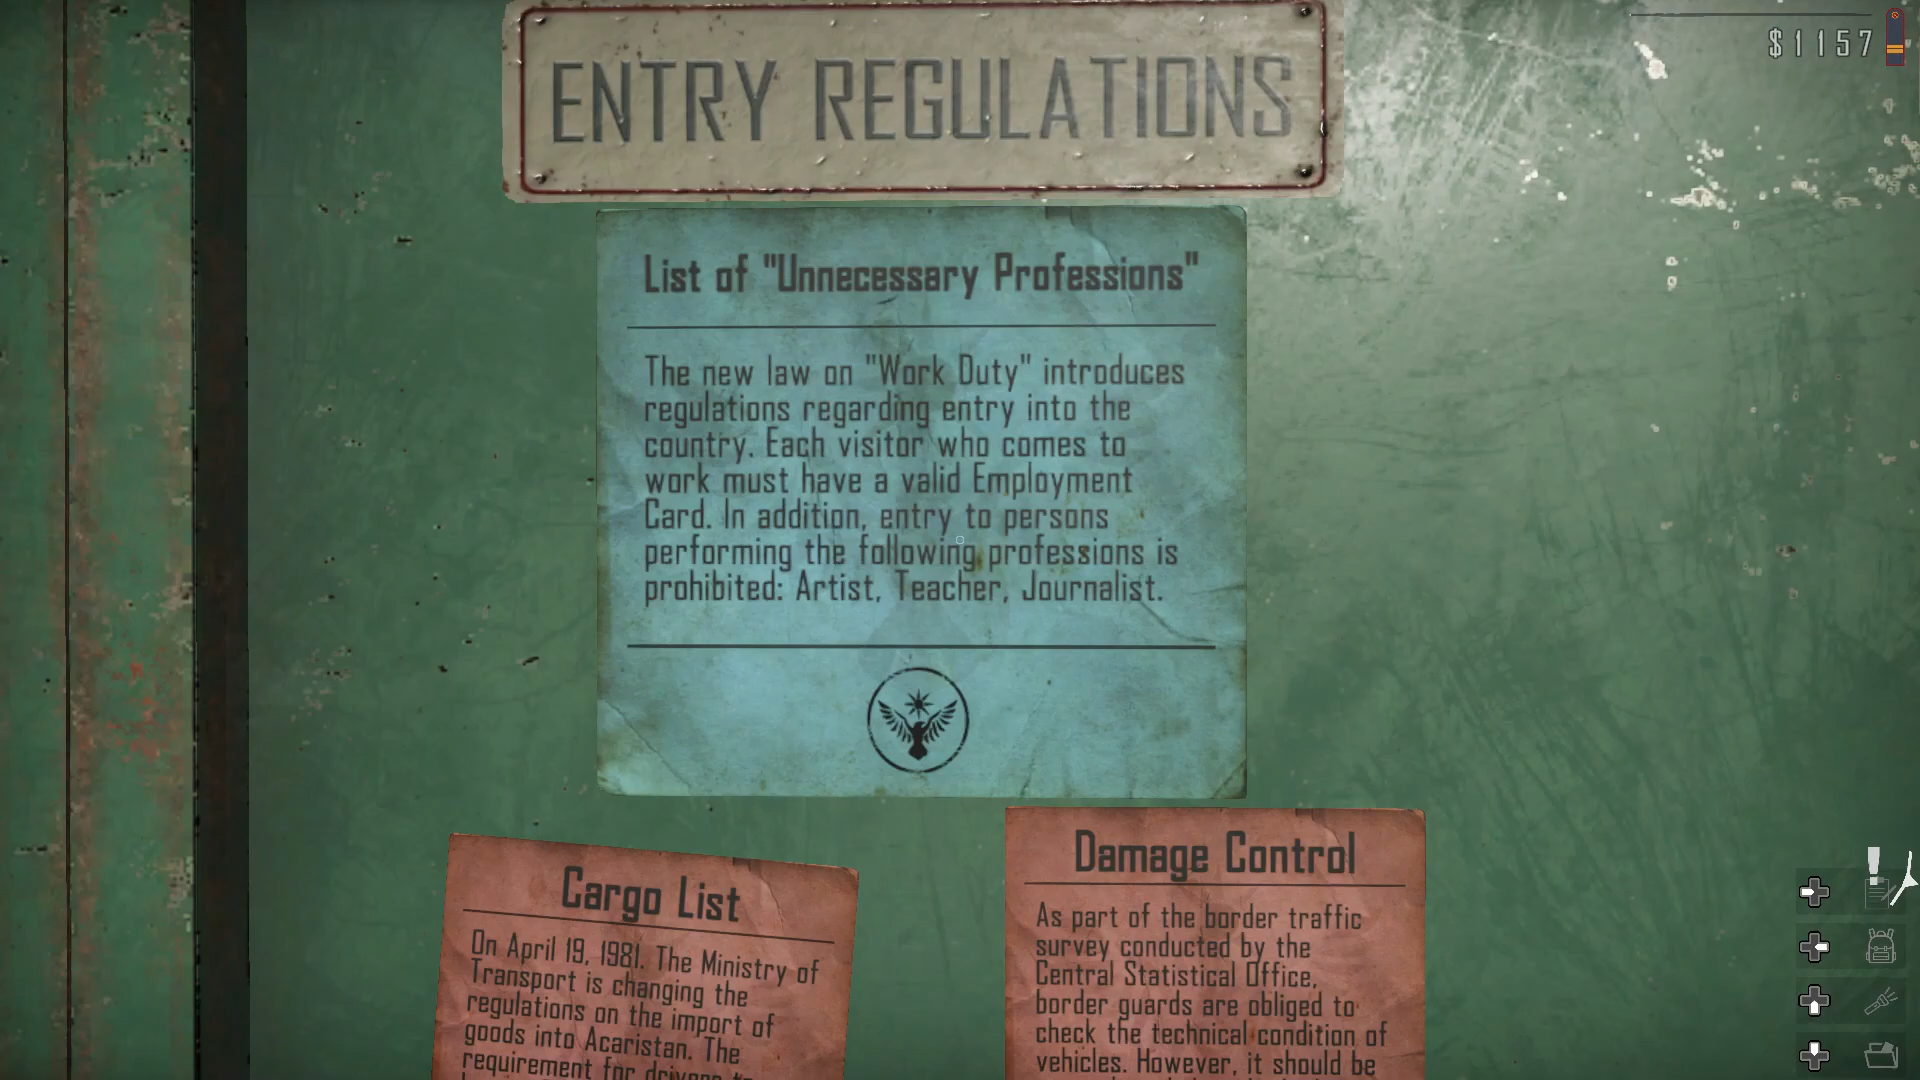 ENTRY REGULATIONS
$1157
List of "Unnecessary Professions"
The new law on "Work Duty" introduces
regulations regarding entry into the
country. Each visitor who comes to
work must have a valid Employment
Card. In addition, entry to persons
performing the following professions is
prohibited: Artist, Teacher, Journalist.
Cargo List
On April 19, 1981. The Ministry of
Transport is changing the
regulations on the import of
goods into Acaristan. The
requirement for drivers to
Damage Control
As part of the border traffic
survey conducted by the
Central Statistical Office,
border guards are obliged to
check the technical condition of
vehicles. However, it should be